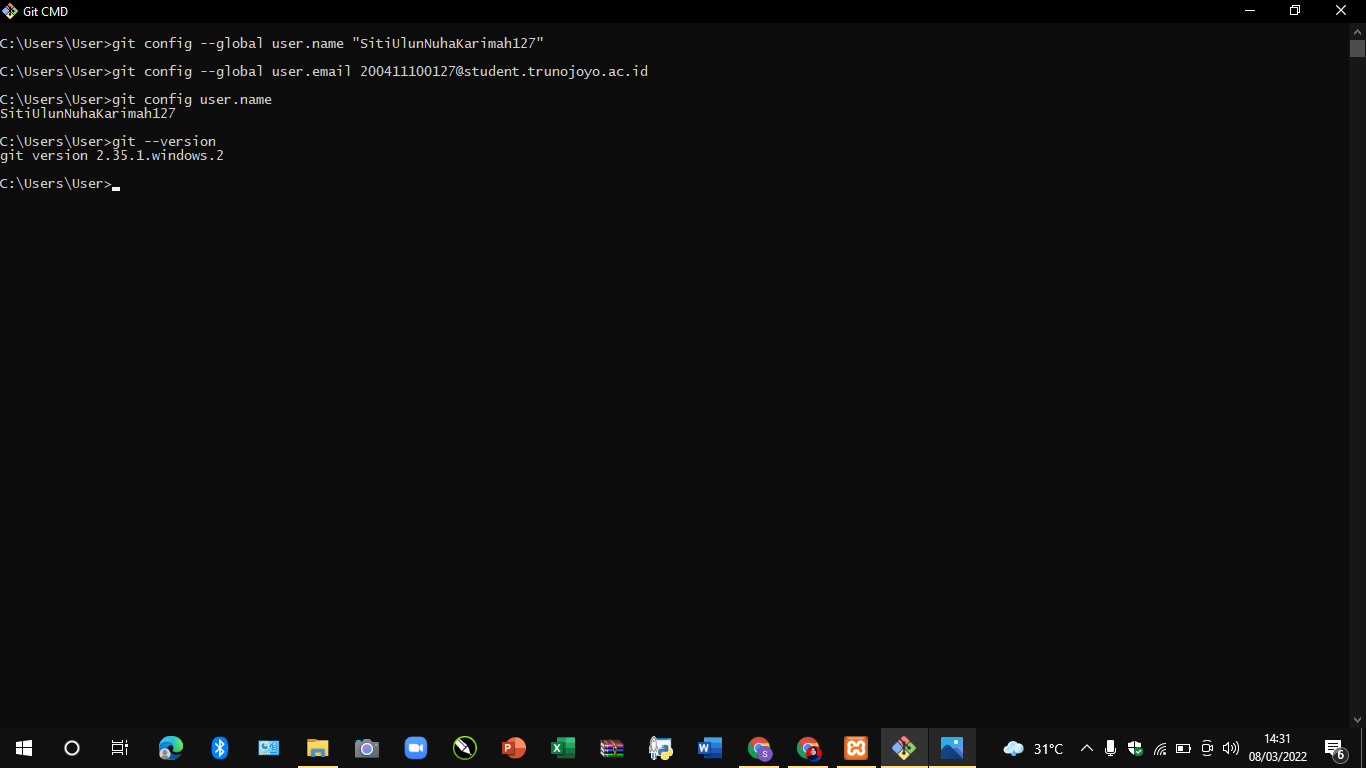 Git CMD
C:\Users\User>git config --global user.name "SitiUlunNuhaKarimah127"
C:\Users\User>git config --global user.email 200411100127@student.trunojoyo.ac.id
C:\Users\User>git config user.name
SitiUlunNuhaKarimah127
C:\Users\User>git --version
git version 2.35.1.windows.2
C:\Users\User>
31°C
14:31
08/03/2022
6